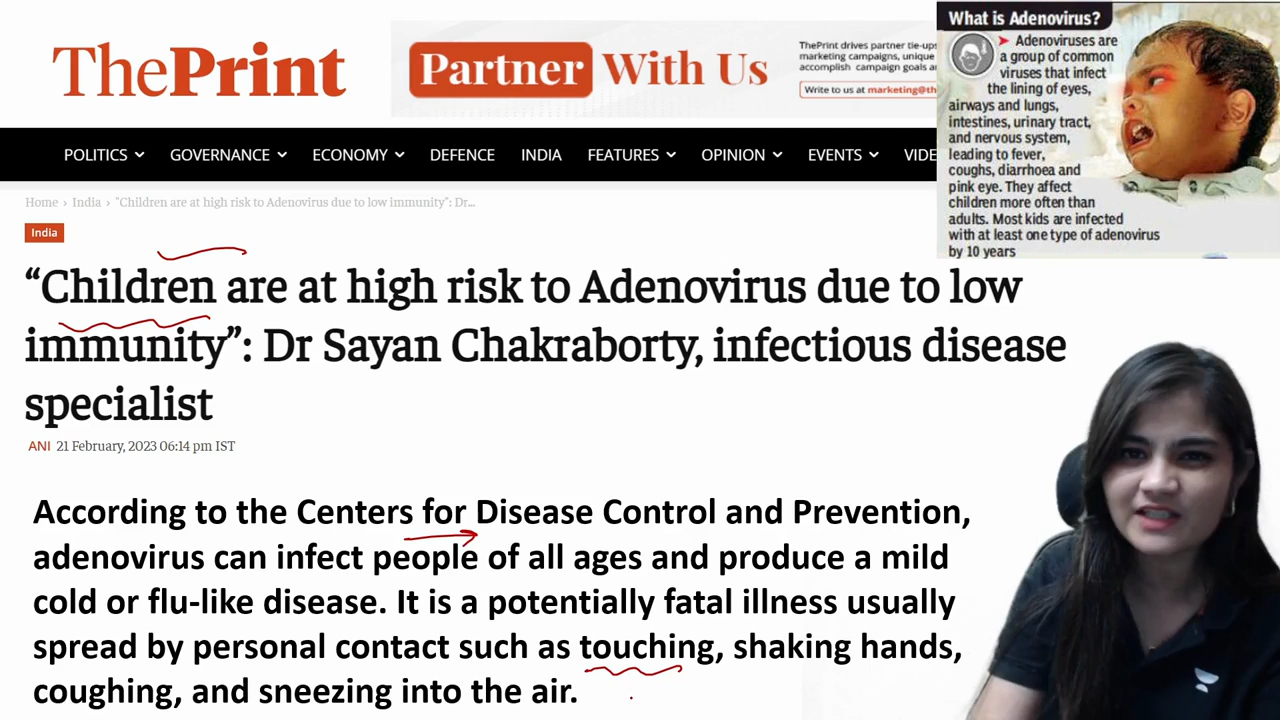 ThePrint
Partner With Us
ThePrint drives partner tie-ups
marketing campaigns, unique
accomplish campaign goals
Write to us at marketing@th
What is Adenovirus?
➤ Adenoviruses are
a group of common
viruses that infect
the lining of eyes,
airways and lungs,
intestines, urinary tract,
and nervous system,
leading to fever,
coughs, diarrhoea and
pink eye. They affect
children more often than
adults. Most kids are infected
with at least one type of adenovirus
by 10 years
POLITICS GOVERNANCE ECONOMY DEFENCE INDIA FEATURES OPINION EVENTS VIDE
Home › India › "Children are at high risk to Adenovirus due to low immunity": Dr...
India
“Children are at high risk to Adenovirus due to low
immunity”: Dr Sayan Chakraborty, infectious disease
specialist
ANI 21 February, 2023 06:14 pm IST
According to the Centers for Disease Control and Prevention,
adenovirus can infect people of all ages and produce a mild
cold or flu-like disease. It is a potentially fatal illness usually
spread by personal contact such as touching, shaking hands,
coughing, and sneezing into the air.